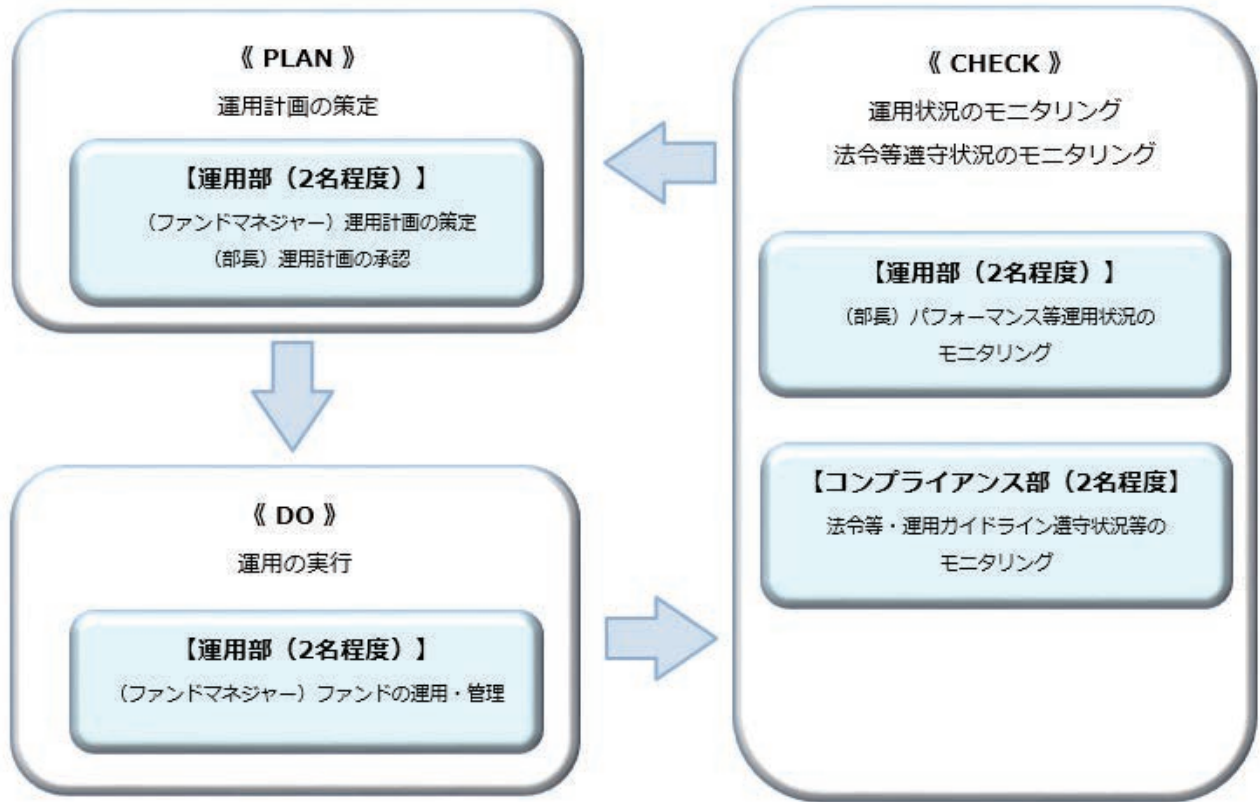 《 PLAN 》
運用計画の策定
【運用部（2名程度）】
（ファンドマネジャー）運用計画の策定
（部長）運用計画の承認
《 DO 》
運用の実行
【運用部（2名程度）】
（ファンドマネジャー）ファンドの運用・管理
《 CHECK 》
運用状況のモニタリング
法令等遵守状況のモニタリング
【運用部（2名程度）】
（部長）パフォーマンス等運用状況の
モニタリング
【コンプライアンス部（2名程度】
法令等・運用ガイドライン遵守状況等の
モニタリング